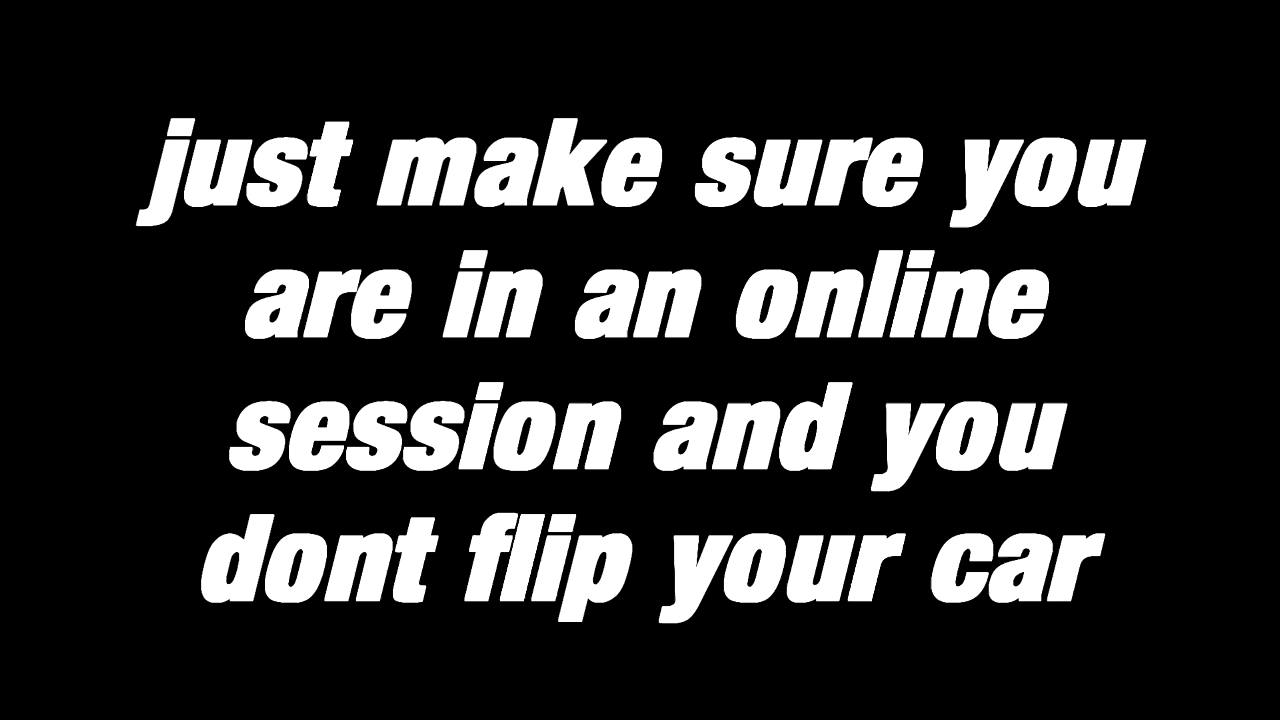 just make sure you
are in an online
session and you
dont flip your car